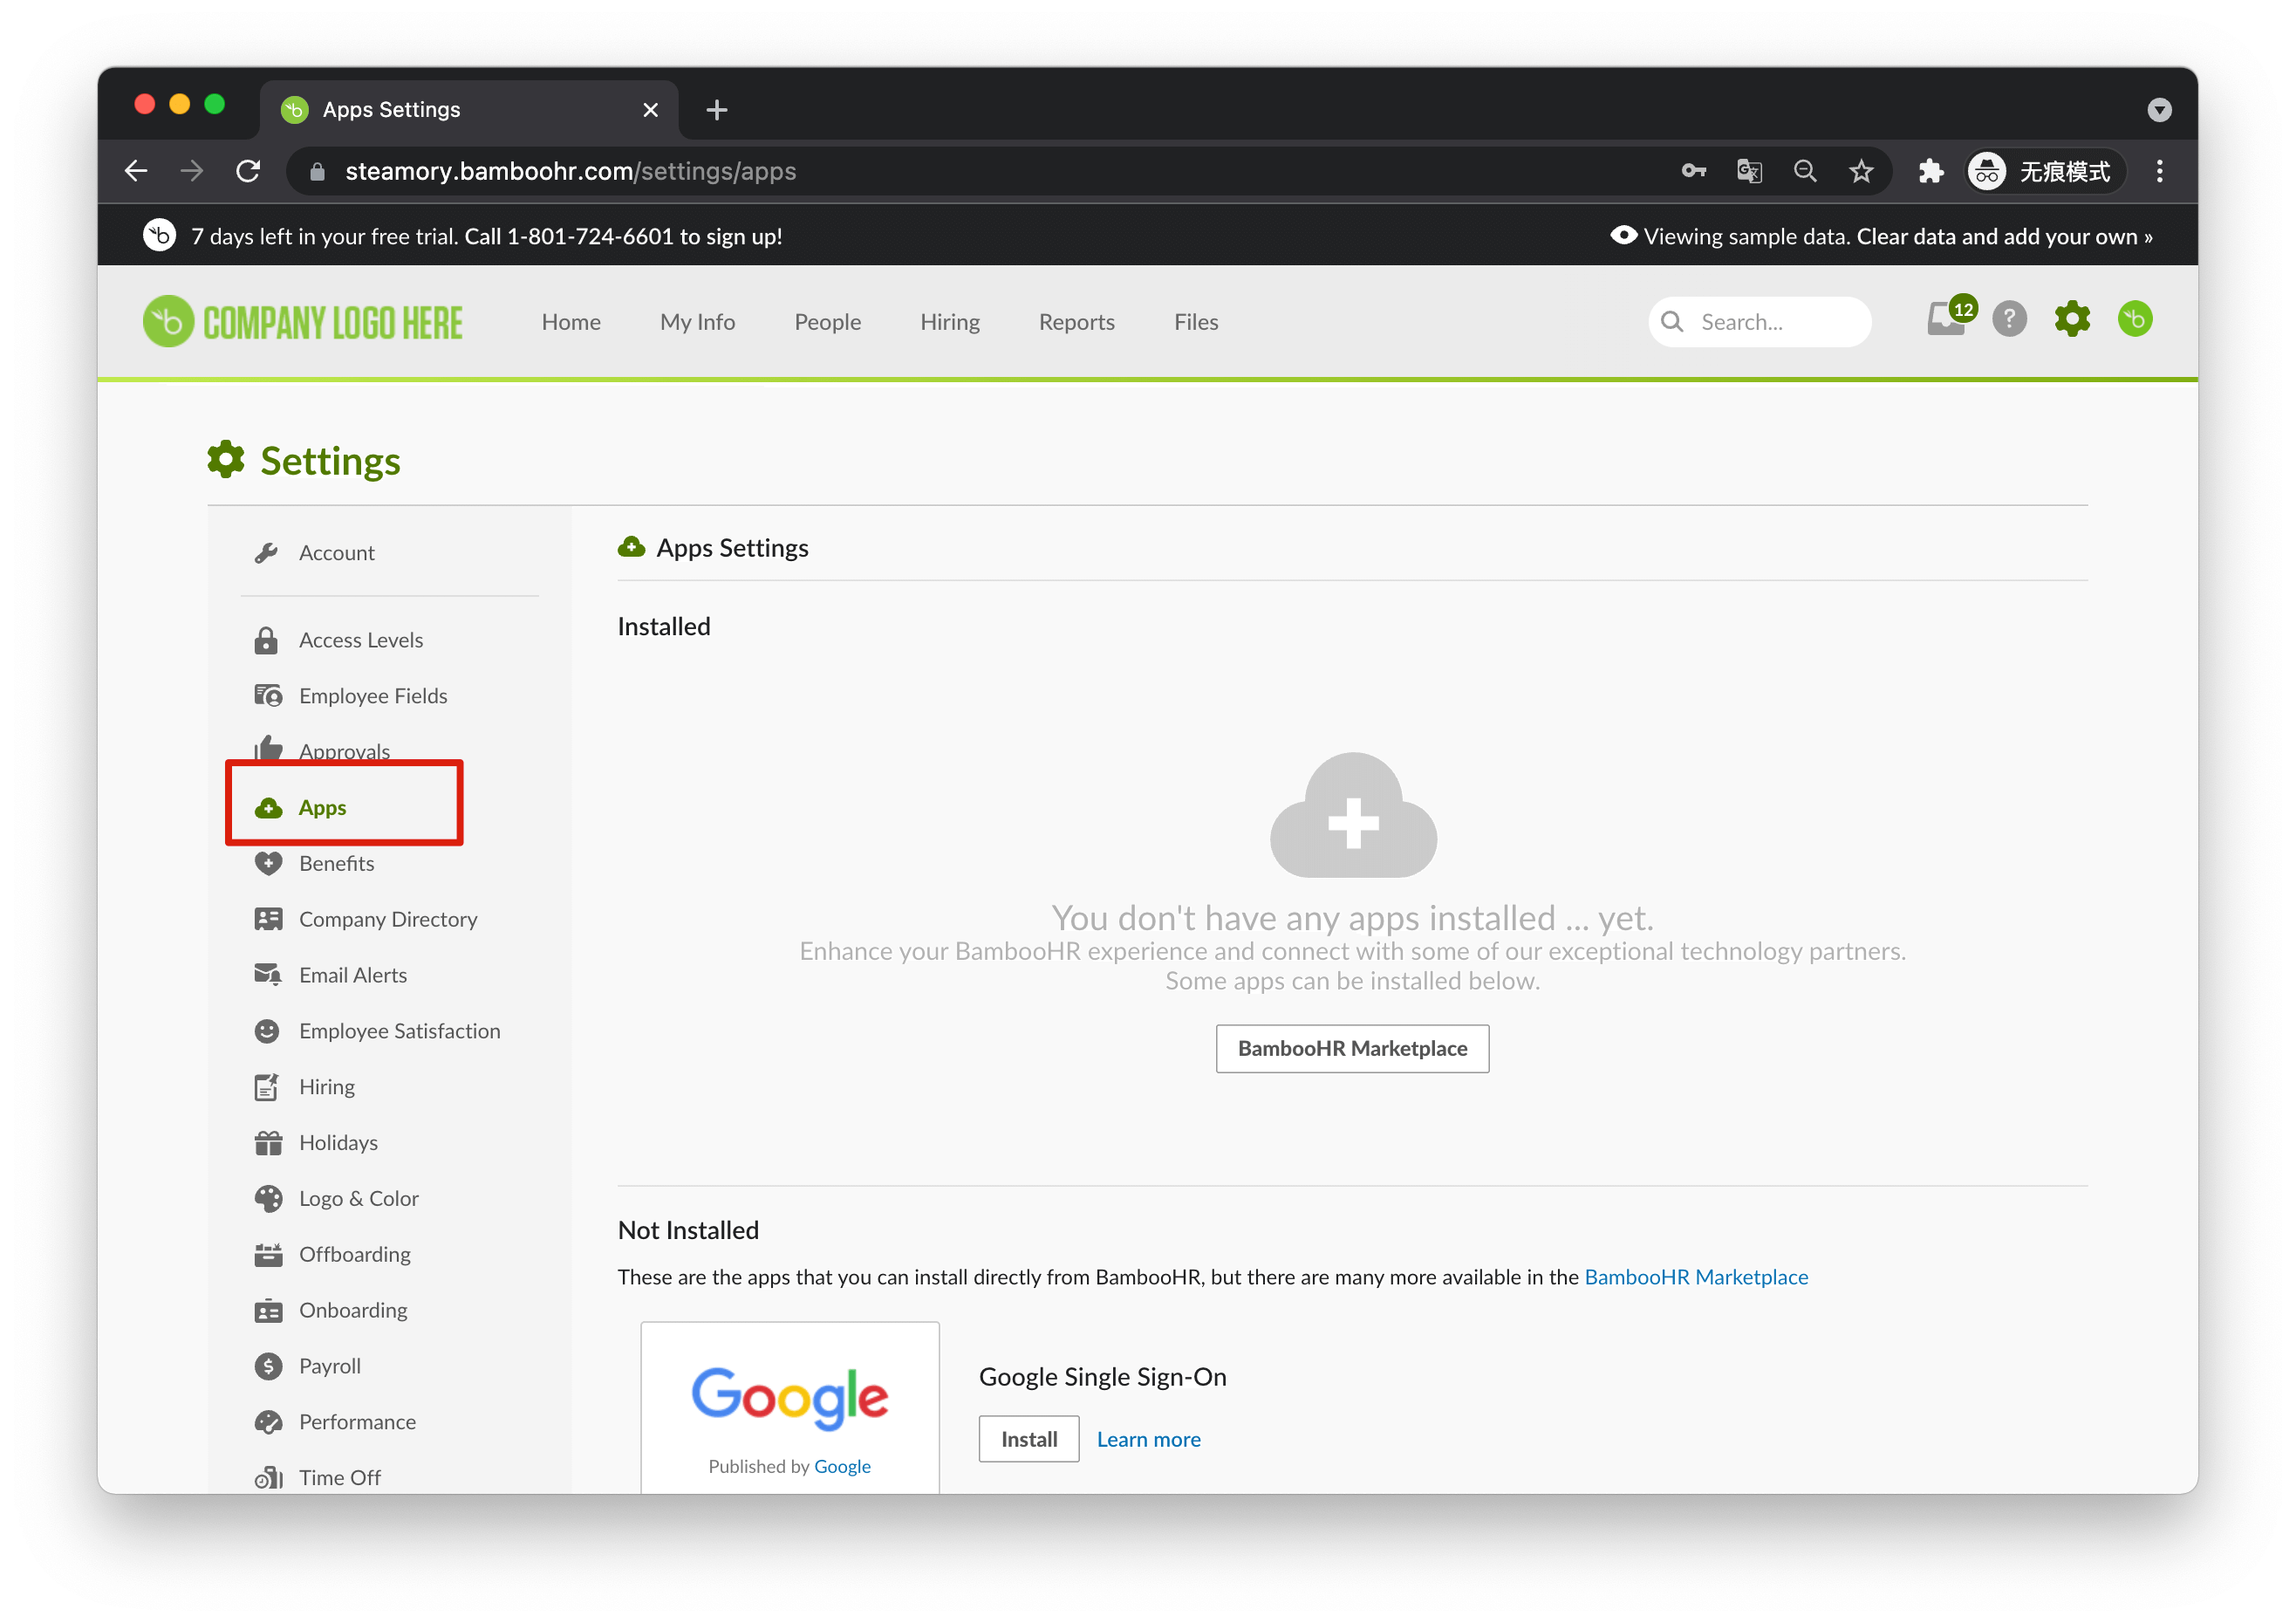 Apps Settings
steamory.bamboohr.com/settings/apps
无痕模式
7 days left in your free trial. Call 1-801-724-6601 to sign up!
Viewing sample data. Clear data and add your own »
COMPANY LOGO HERE
Home
My Info
People
Hiring
Reports
Files
Search...
12
?
Settings
Account
Access Levels
Employee Fields
Approvals
Apps
Benefits
Company Directory
Email Alerts
Employee Satisfaction
Hiring
Holidays
Logo & Color
Offboarding
Onboarding
Payroll
Performance
Time Off
Apps Settings
Installed
You don't have any apps installed ... yet.
Enhance your BambooHR experience and connect with some of our exceptional technology partners.
Some apps can be installed below.
BambooHR Marketplace
Not Installed
These are the apps that you can install directly from BambooHR, but there are many more available in the BambooHR Marketplace
Google
Published by Google
Google Single Sign-On
Install
Learn more